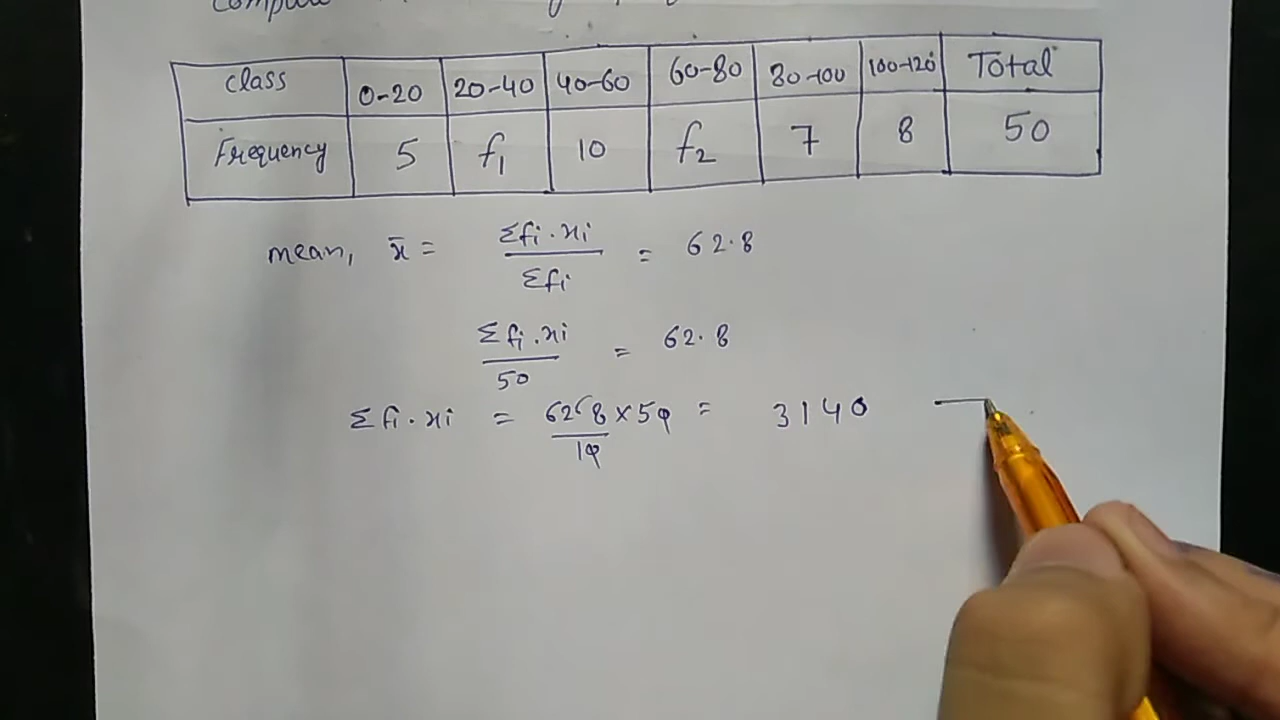 Class 0-20 20-40 40-60 60-80 80-100 100-120 Total
Frequency 5 f₁ 10 f₂ 7 8 50
mean, x̄ = Σfi·xi / Σfi = 62.8
Σfi·xi / 50 = 62.8
Σfi·xi = 628×50 / 10 = 3140